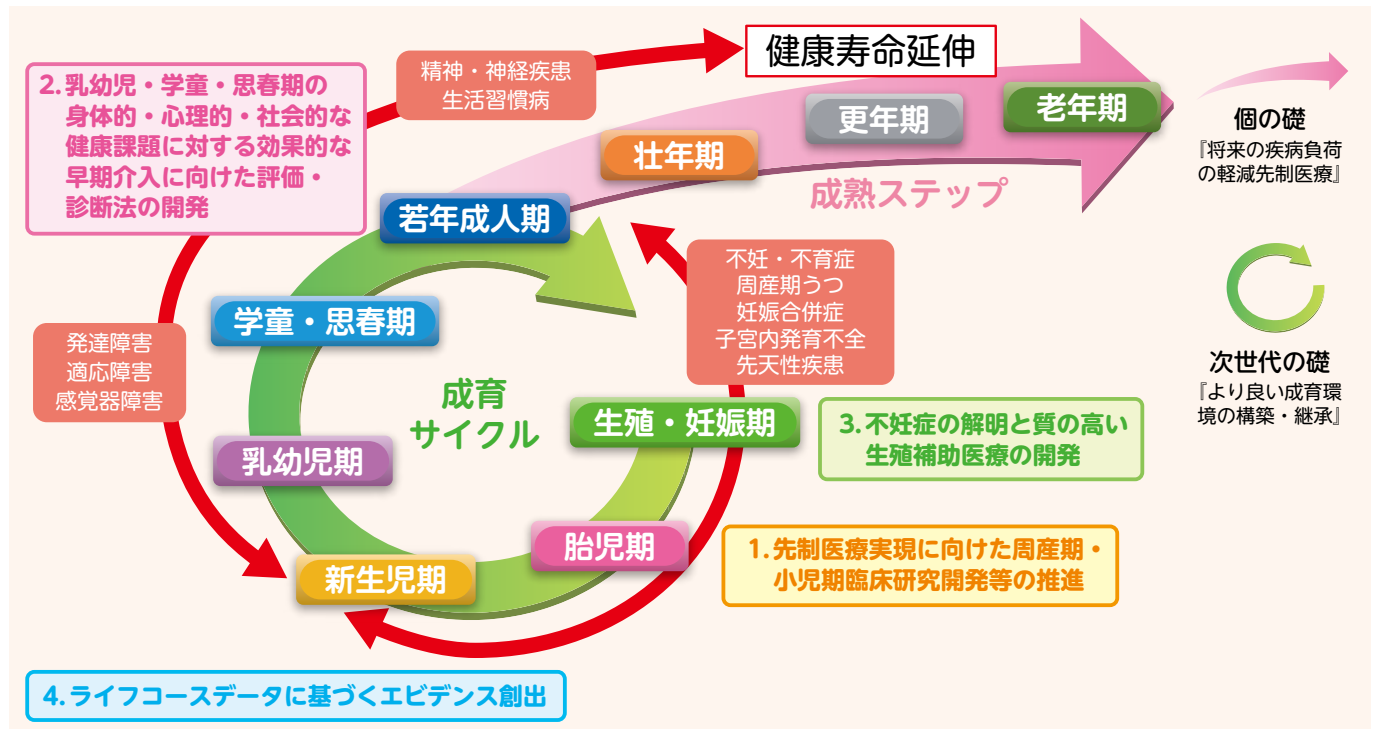 健康寿命延伸
精神・神経疾患
生活習慣病
2.乳幼児・学童・思春期の
身体的・心理的・社会的な
健康課題に対する効果的な
早期介入に向けた評価・
診断法の開発
老年期
更年期
壮年期
成熟ステップ
若年成人期
個の礎
『将来の疾病負荷
の軽減先制医療』
不妊・不育症
周産期うつ
妊娠合併症
子宮内発育不全
先天性疾患
学童・思春期
発達障害
適応障害
感覚器障害
成育
サイクル
次世代の礎
『より良い成育環
境の構築・継承』
生殖・妊娠期
3.不妊症の解明と質の高い
生殖補助医療の開発
乳幼児期
胎児期
1.先制医療実現に向けた周産期・
小児期臨床研究開発等の推進
新生児期
4.ライフコースデータに基づくエビデンス創出